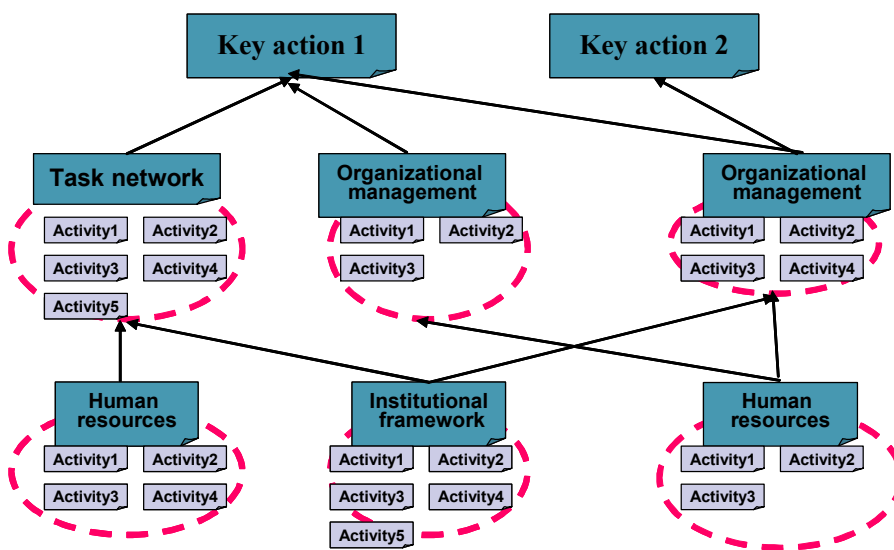 Key action 1
Key action 2
Task network
Organizational
management
Organizational
management
Activity1
Activity2
Activity3
Activity4
Activity5
Activity1
Activity2
Activity3
Activity1
Activity2
Activity3
Activity4
Human
resources
Institutional
framework
Human
resources
Activity1
Activity2
Activity3
Activity4
Activity1
Activity2
Activity3
Activity4
Activity5
Activity1
Activity2
Activity3